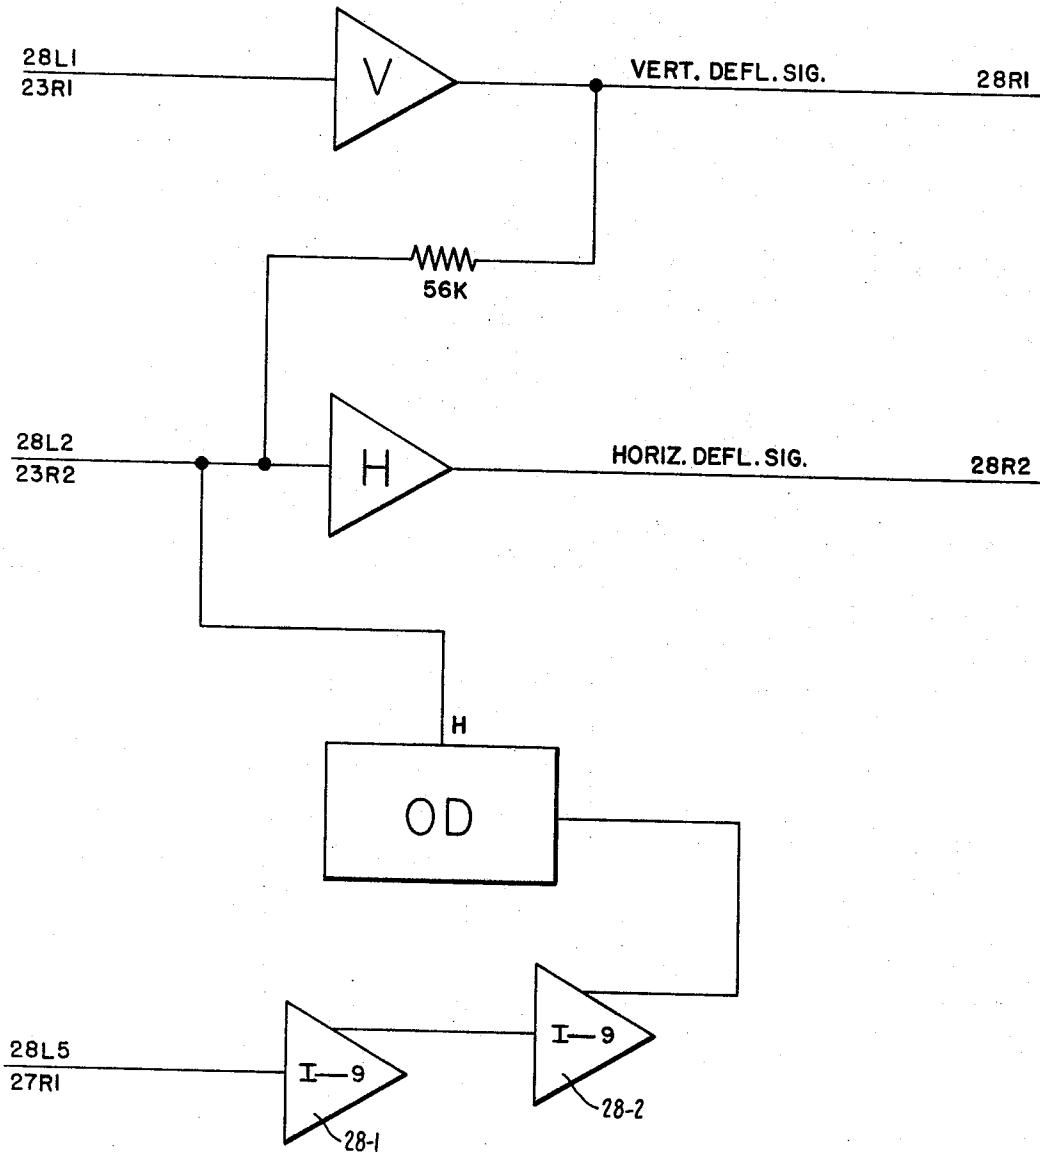 28L1
23R1
V
VERT. DEFL. SIG.
28R1
56K
28L2
23R2
H
HORIZ. DEFL. SIG.
28R2
H
OD
28L5
27R1
I—9
I—9
28-1
28-2